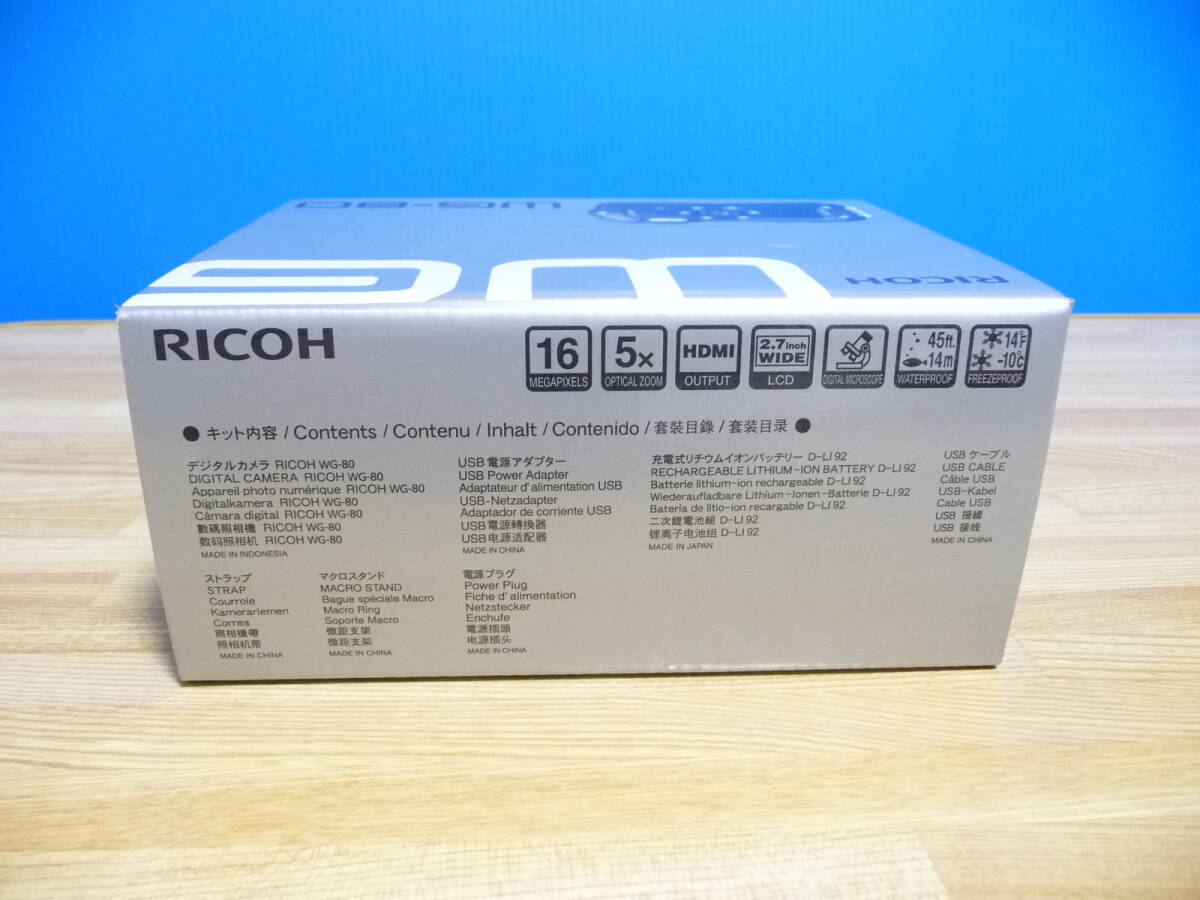 WG-80
RICOH
WG
RICOH
16
MEGAPIXELS
5x
OPTICAL ZOOM
HDMI
OUTPUT
2.7inch
WIDE
LCD
DIGITAL MICROSCOPE
45ft.
14m
WATERPROOF
14°F
-10°C
FREEZEPROOF
● キット内容 / Contents / Contenu / Inhalt / Contenido / 套裝目錄 / 套装目录 ●
デジタルカメラ RICOH WG-80
DIGITAL CAMERA RICOH WG-80
Appareil photo numérique RICOH WG-80
Digitalkamera RICOH WG-80
Cámara digital RICOH WG-80
數碼照相機 RICOH WG-80
数码照相机 RICOH WG-80
MADE IN INDONESIA
USB電源アダプター
USB Power Adapter
Adaptateur d'alimentation USB
USB-Netzadapter
Adaptador de corriente USB
USB電源轉換器
USB电源适配器
MADE IN CHINA
充電式リチウムイオンバッテリー D-LI 92
RECHARGEABLE LITHIUM-ION BATTERY D-LI 92
Batterie lithium-ion rechargeable D-LI 92
Wiederaufladbare Lithium-Ionen-Batterie D-LI 92
Batería de litio-ion recargable D-LI 92
二次鋰電池組 D-LI 92
锂离子电池组 D-LI 92
MADE IN JAPAN
USB ケーブル
USB CABLE
Câble USB
USB-Kabel
Cable USB
USB 接線
USB 接线
MADE IN CHINA
ストラップ
STRAP
Courroie
Kamerariemen
Correa
照相機帶
照相机带
MADE IN CHINA
マクロスタンド
MACRO STAND
Bague spéciale Macro
Macro Ring
Soporte Macro
微距支架
微距支架
MADE IN CHINA
電源プラグ
Power Plug
Fiche d'alimentation
Netzstecker
Enchufe
電源插頭
电源插头
MADE IN CHINA